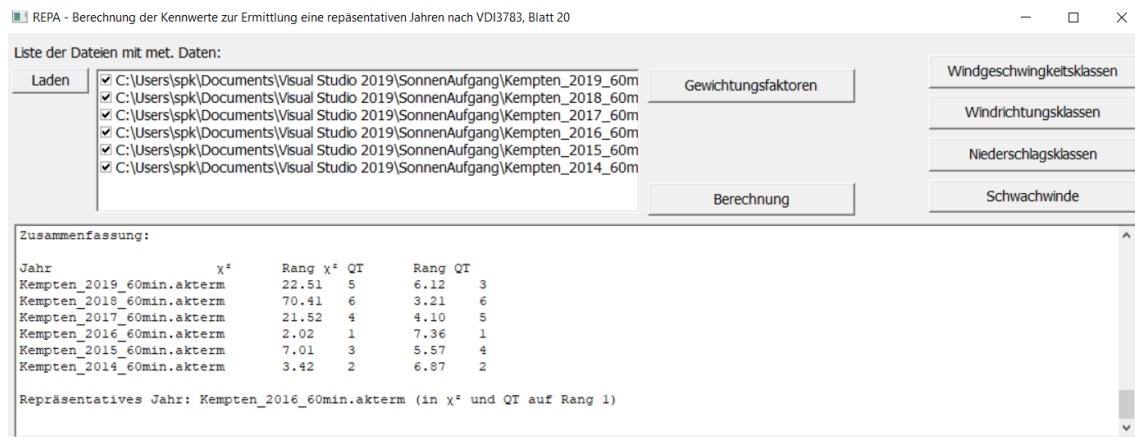 REPA - Berechnung der Kennwerte zur Ermittlung eine repäsentativen Jahren nach VDI3783, Blatt 20
Liste der Dateien mit met. Daten:
Laden
C:\Users\spk\Documents\Visual Studio 2019\SonnenAufgang\Kempten_2019_60m
C:\Users\spk\Documents\Visual Studio 2019\SonnenAufgang\Kempten_2018_60m
C:\Users\spk\Documents\Visual Studio 2019\SonnenAufgang\Kempten_2017_60m
C:\Users\spk\Documents\Visual Studio 2019\SonnenAufgang\Kempten_2016_60m
C:\Users\spk\Documents\Visual Studio 2019\SonnenAufgang\Kempten_2015_60m
C:\Users\spk\Documents\Visual Studio 2019\SonnenAufgang\Kempten_2014_60m
Gewichtungsfaktoren
Berechnung
Windgeschwingkeitsklassen
Windrichtungsklassen
Niederschlagsklassen
Schwachwinde
Zusammenfassung:
Jahr χ² Rang χ² QT Rang QT
Kempten_2019_60min.akterm 22.51 5 6.12 3
Kempten_2018_60min.akterm 70.41 6 3.21 6
Kempten_2017_60min.akterm 21.52 4 4.10 5
Kempten_2016_60min.akterm 2.02 1 7.36 1
Kempten_2015_60min.akterm 7.01 3 5.57 4
Kempten_2014_60min.akterm 3.42 2 6.87 2
Repräsentatives Jahr: Kempten_2016_60min.akterm (in χ² und QT auf Rang 1)